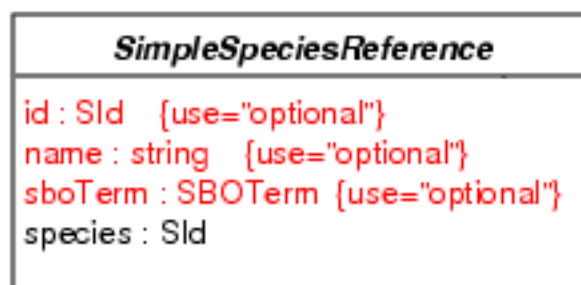 SimpleSpeciesReference
id : SId {use="optional"}
name : string {use="optional"}
sboTerm : SBOTerm {use="optional"}
species : SId